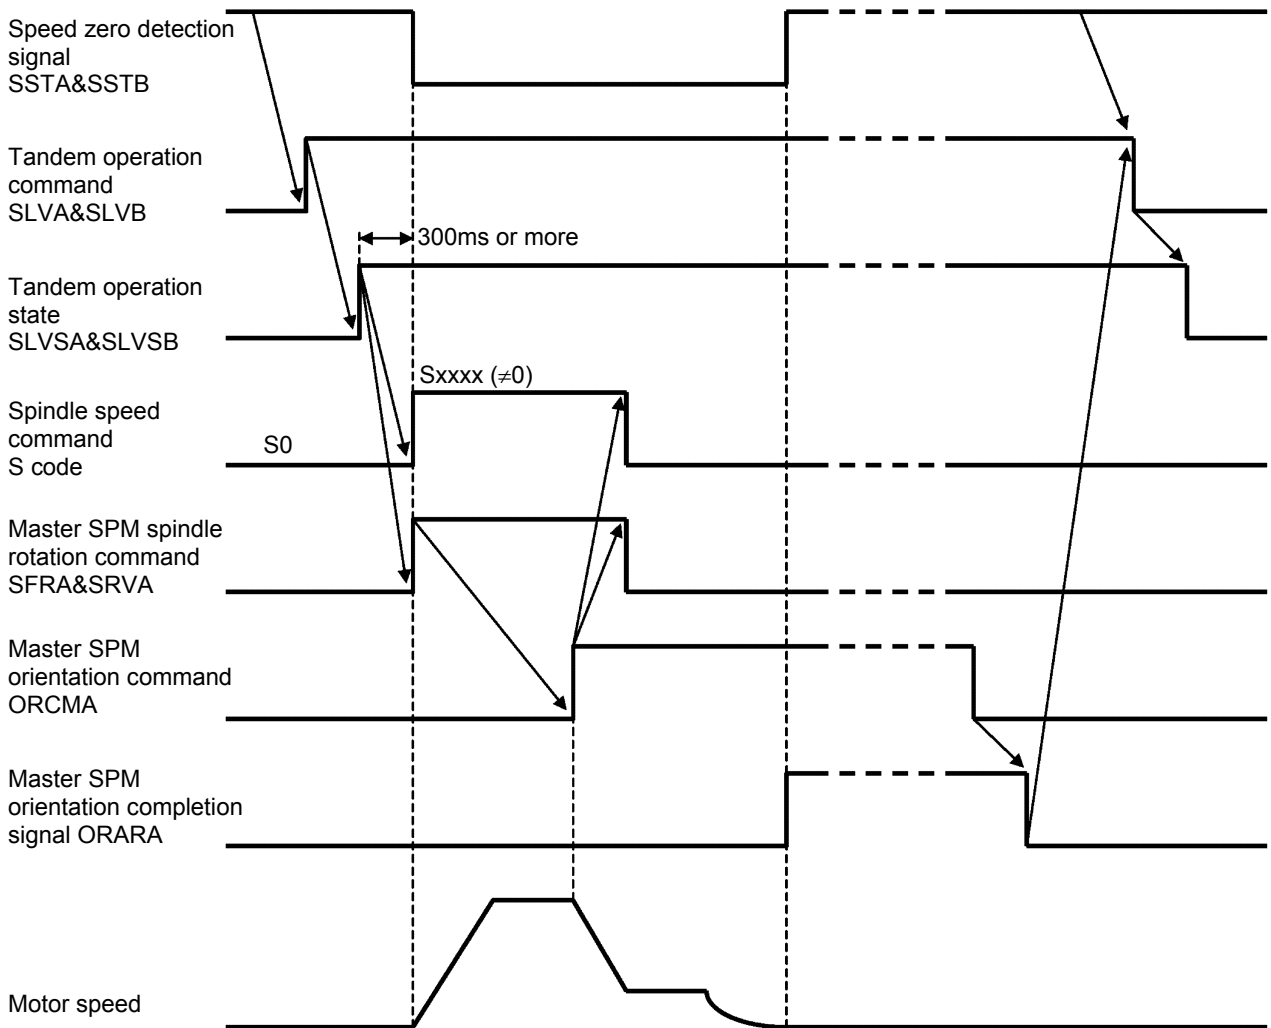 Speed zero detection
signal
SSTA&SSTB
Tandem operation
command
SLVA&SLVB
300ms or more
Tandem operation
state
SLVSA&SLVSB
Sxxxx (≠0)
Spindle speed
command
S code
S0
Master SPM spindle
rotation command
SFRA&SRVA
Master SPM
orientation command
ORCMA
Master SPM
orientation completion
signal ORARA
Motor speed